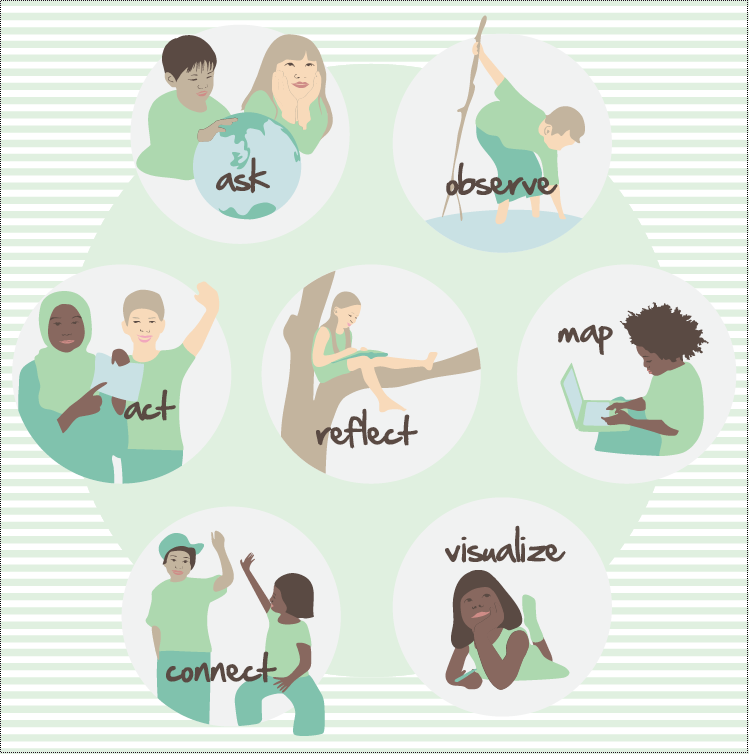 ask
observe
act
reflect
map
connect
visualize